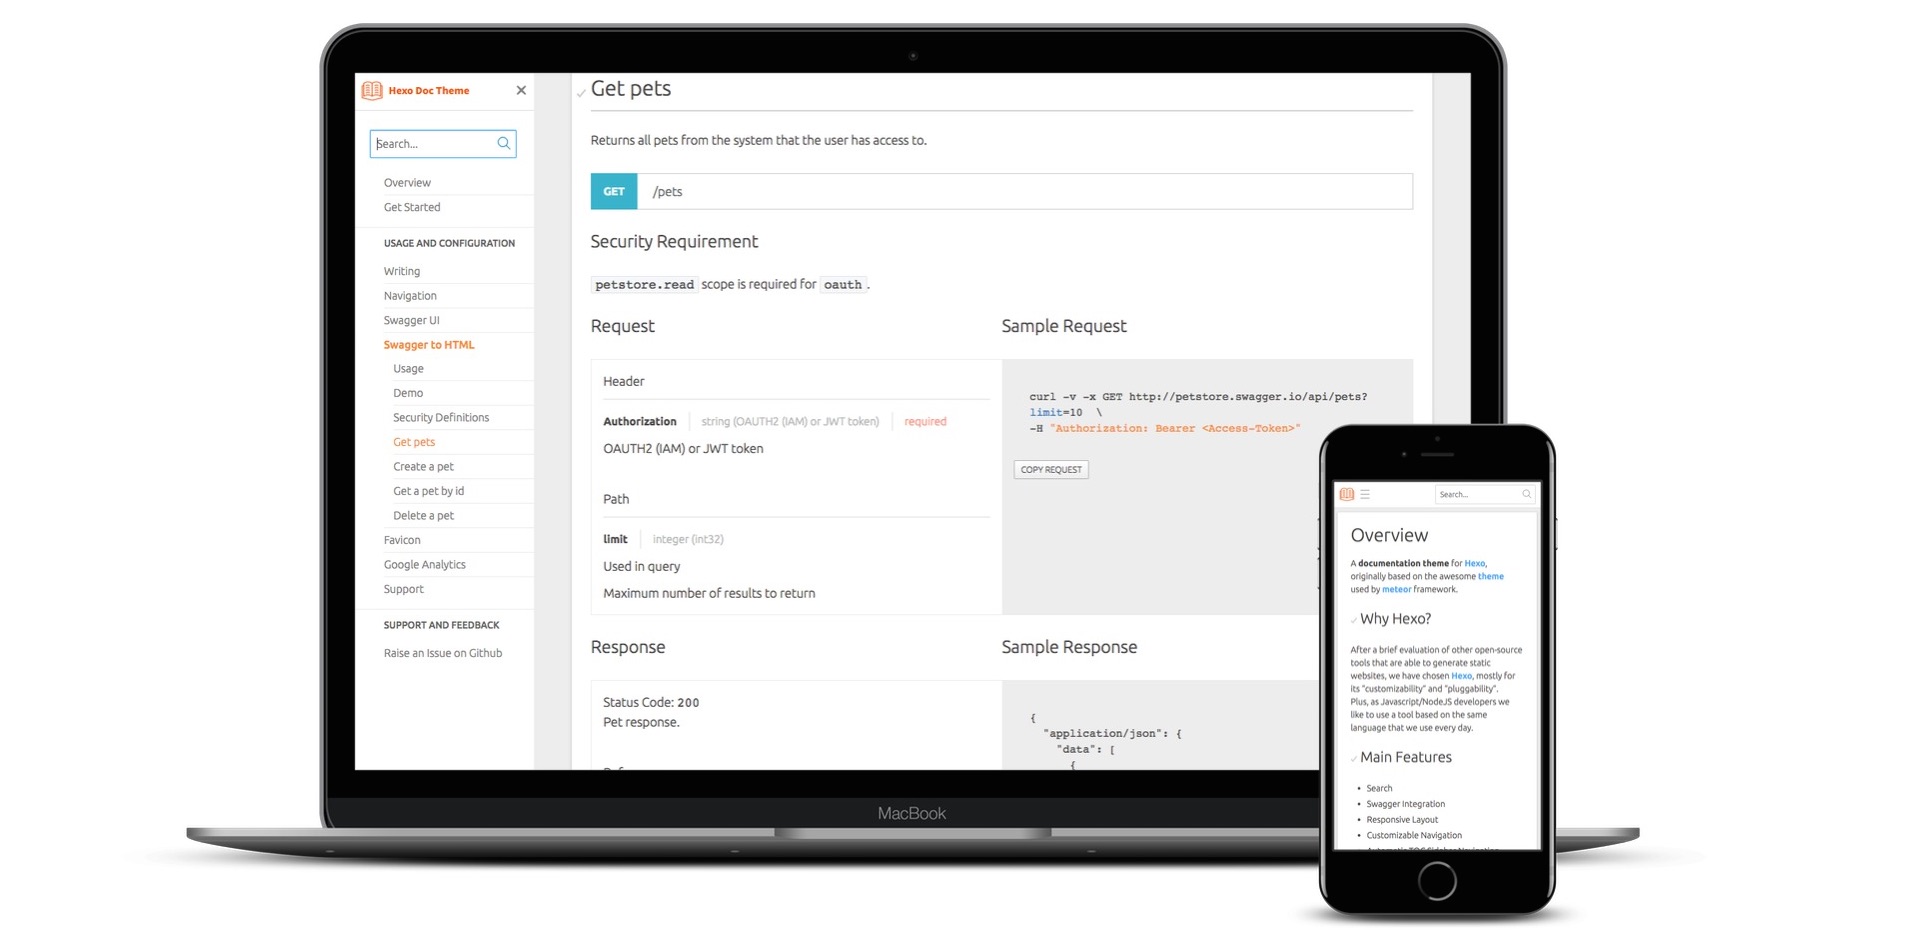 Hexo Doc Theme
Search...
Overview
Get Started
USAGE AND CONFIGURATION
Writing
Navigation
Swagger UI
Swagger to HTML
Usage
Demo
Security Definitions
Get pets
Create a pet
Get a pet by id
Delete a pet
Favicon
Google Analytics
Support
SUPPORT AND FEEDBACK
Raise an Issue on Github
Get pets
Returns all pets from the system that the user has access to.
GET /pets
Security Requirement
petstore.read scope is required for oauth .
Request
Header
Authorization string (OAUTH2 (IAM) or JWT token) required
OAUTH2 (IAM) or JWT token
Path
limit integer (int32)
Used in query
Maximum number of results to return
Sample Request
curl -v -x GET http://petstore.swagger.io/api/pets?
limit=10 \
-H "Authorization: Bearer <Access-Token>"
COPY REQUEST
Response
Status Code: 200
Pet response.
Sample Response
{
"application/json": {
"data": [
{
MacBook
Search...
Overview
A documentation theme for Hexo,
originally based on the awesome theme
used by meteor framework.
Why Hexo?
After a brief evaluation of other open-source
tools that are able to generate static
websites, we have chosen Hexo, mostly for
its "customizability" and "pluggability".
Plus, as Javascript/NodeJS developers we
like to use a tool based on the same
language that we use every day.
Main Features
• Search
• Swagger Integration
• Responsive Layout
• Customizable Navigation